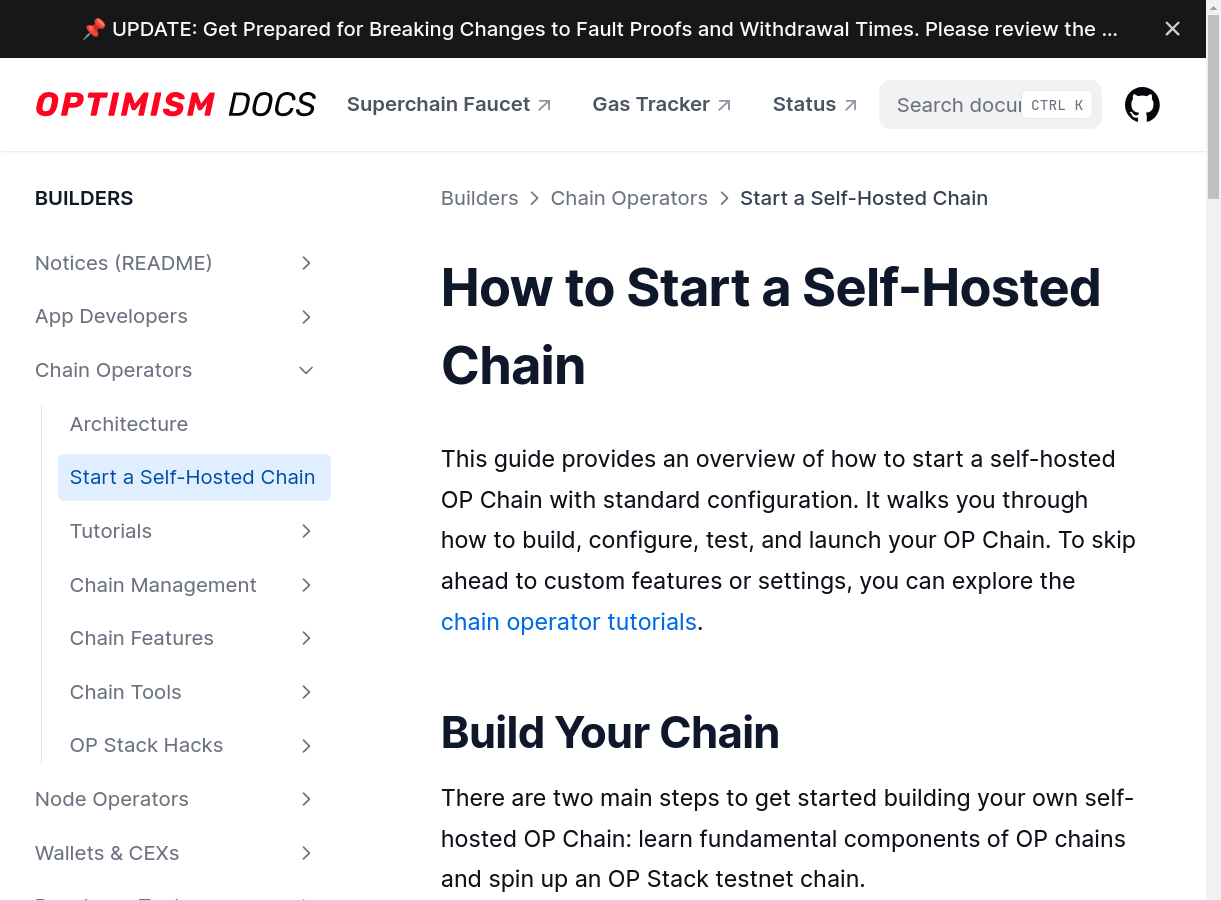 📌 UPDATE: Get Prepared for Breaking Changes to Fault Proofs and Withdrawal Times. Please review the ...
OPTIMISM DOCS
Superchain Faucet
Gas Tracker
Status
Search docu
CTRL K
BUILDERS
Notices (README)
App Developers
Chain Operators
Architecture
Start a Self-Hosted Chain
Tutorials
Chain Management
Chain Features
Chain Tools
OP Stack Hacks
Node Operators
Wallets & CEXs
Builders > Chain Operators > Start a Self-Hosted Chain
How to Start a Self-Hosted
Chain
This guide provides an overview of how to start a self-hosted
OP Chain with standard configuration. It walks you through
how to build, configure, test, and launch your OP Chain. To skip
ahead to custom features or settings, you can explore the
chain operator tutorials.
Build Your Chain
There are two main steps to get started building your own self-
hosted OP Chain: learn fundamental components of OP chains
and spin up an OP Stack testnet chain.